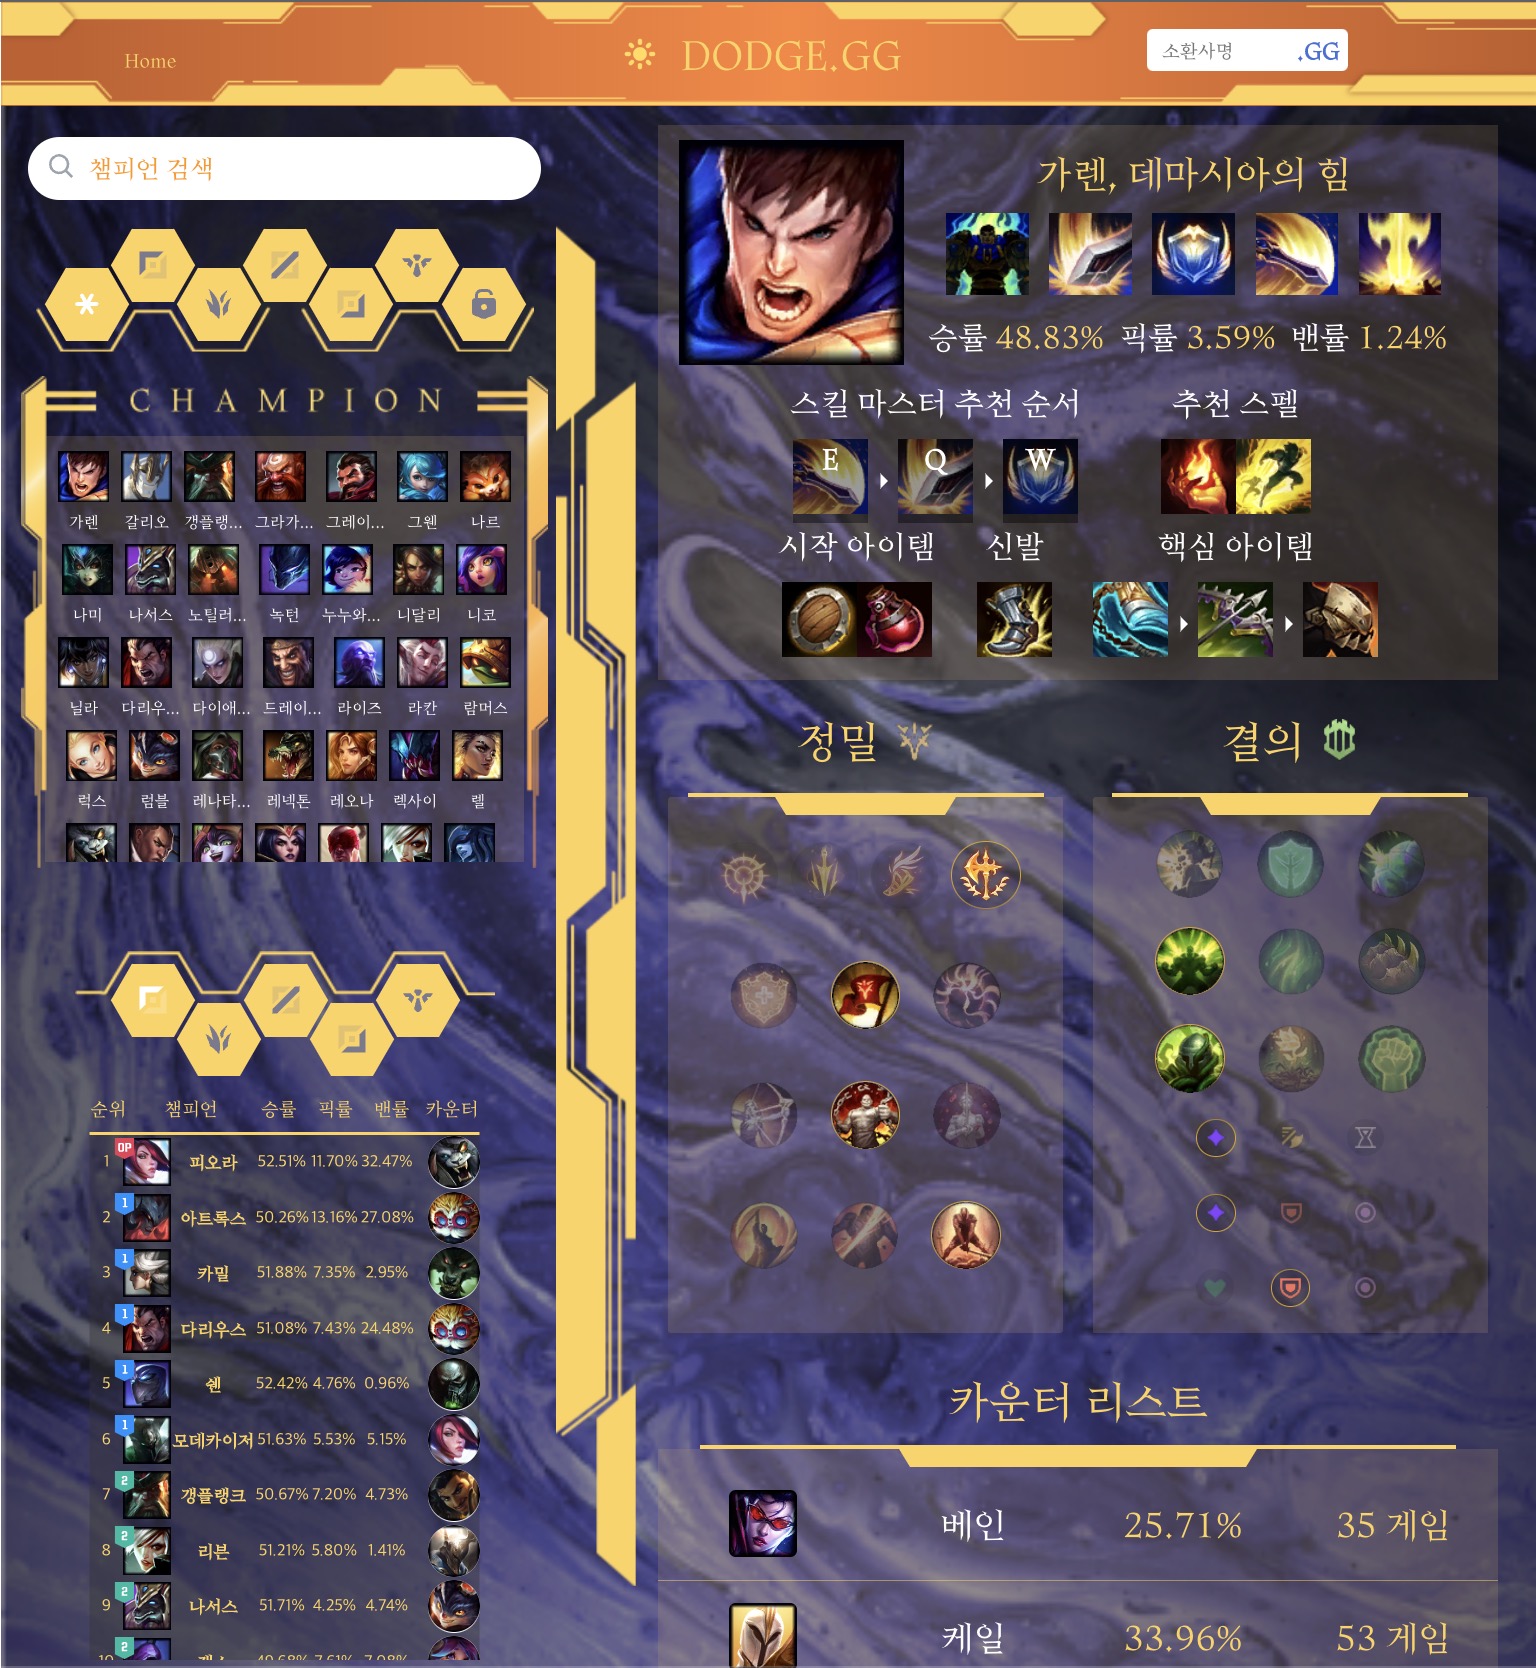 Home
DODGE.GG
소환사명 .GG
챔피언 검색
CHAMPION
가렌 갈리오 갱플랭... 그라가... 그레이... 그웬 나르
나미 나서스 노틸러... 녹턴 누누와... 니달리 니코
닐라 다리우... 다이애... 드레이... 라이즈 라칸 람머스
럭스 럼블 레나타... 레넥톤 레오나 렉사이 렐
순위 챔피언 승률 픽률 밴률 카운터
1 OP 피오라 52.51% 11.70% 32.47%
2 1 아트록스 50.26% 13.16% 27.08%
3 1 카밀 51.88% 7.35% 2.95%
4 1 다리우스 51.08% 7.43% 24.48%
5 1 쉔 52.42% 4.76% 0.96%
6 1 모데카이저 51.63% 5.53% 5.15%
7 2 갱플랭크 50.67% 7.20% 4.73%
8 2 리븐 51.21% 5.80% 1.41%
9 2 나서스 51.71% 4.25% 4.74%
가렌, 데마시아의 힘
승률 48.83% 픽률 3.59% 밴률 1.24%
스킬 마스터 추천 순서 추천 스펠
E Q W
시작 아이템 신발 핵심 아이템
정밀 결의
카운터 리스트
베인 25.71% 35 게임
케일 33.96% 53 게임